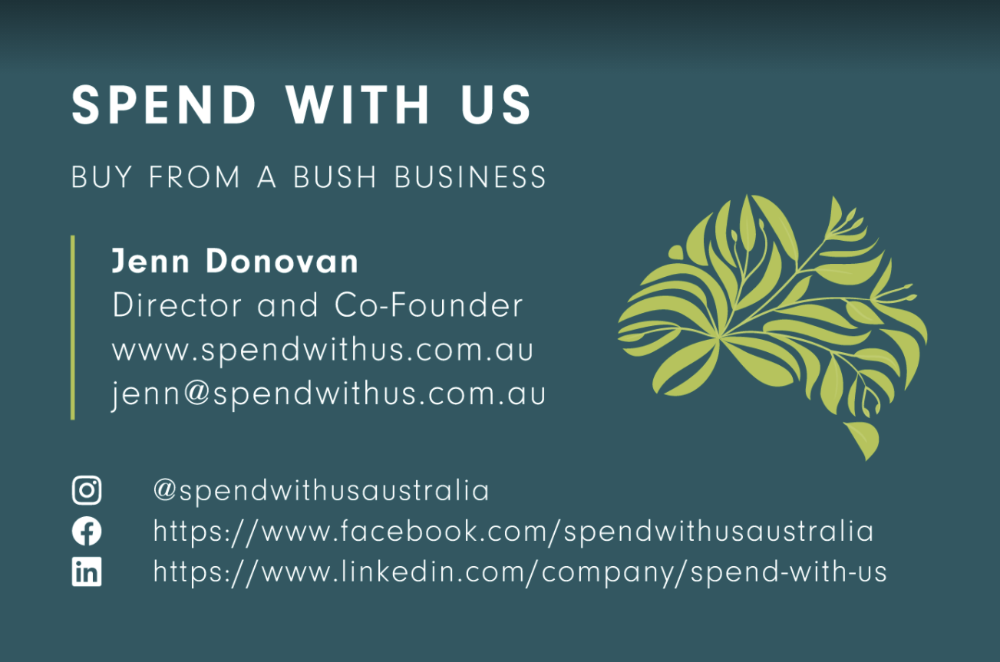 SPEND WITH US
BUY FROM A BUSH BUSINESS
Jenn Donovan
Director and Co-Founder
www.spendwithus.com.au
jenn@spendwithus.com.au
@spendwithusaustralia
https://www.facebook.com/spendwithusaustralia
https://www.linkedin.com/company/spend-with-us